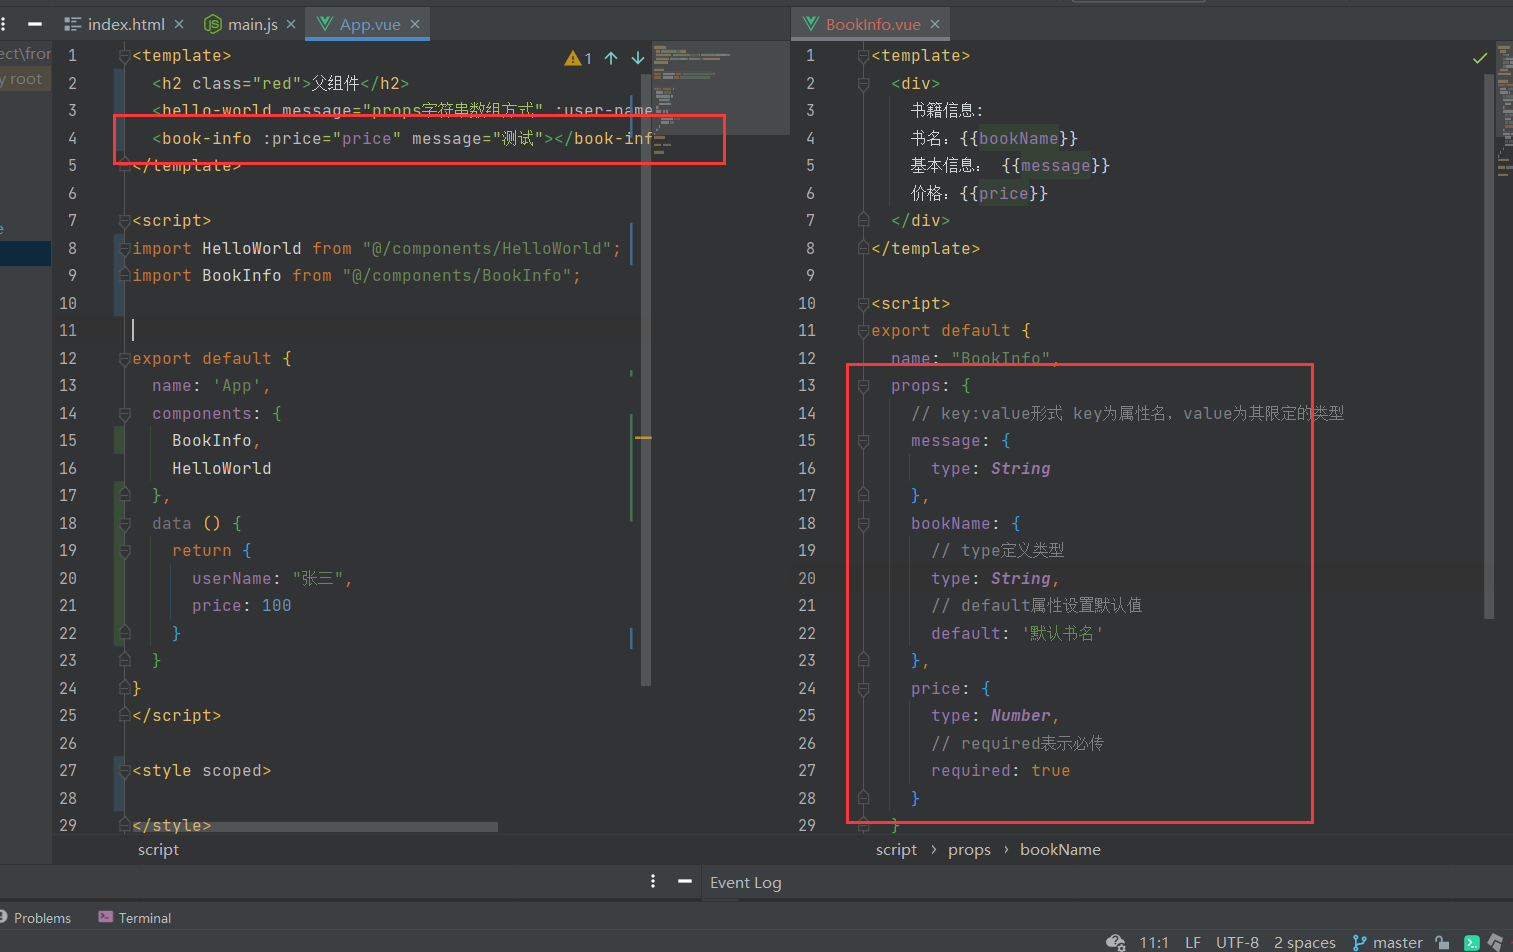 index.html
main.js
App.vue
BookInfo.vue
ect\fron
y root
1 <template>
1
2 <h2 class="red">父组件</h2>
3 <hello-world message="props字符串数组方式" :user-name
4 <book-info :price="price" message="测试"></book-inf
5 </template>
6
7 <script>
8 import HelloWorld from "@/components/HelloWorld";
9 import BookInfo from "@/components/BookInfo";
10
11
12 export default {
13 name: 'App',
14 components: {
15 BookInfo,
16 HelloWorld
17 },
18 data () {
19 return {
20 userName: "张三",
21 price: 100
22 }
23 }
24 }
25 </script>
26
27 <style scoped>
28
29 </style>
script
1 <template>
2 <div>
3 书籍信息：
4 书名：{{bookName}}
5 基本信息： {{message}}
6 价格：{{price}}
7 </div>
8 </template>
9
10 <script>
11 export default {
12 name: "BookInfo",
13 props: {
14 // key:value形式 key为属性名，value为其限定的类型
15 message: {
16 type: String
17 },
18 bookName: {
19 // type定义类型
20 type: String,
21 // default属性设置默认值
22 default: '默认书名'
23 },
24 price: {
25 type: Number,
26 // required表示必传
27 required: true
28 }
29 }
script › props › bookName
Event Log
Problems
Terminal
11:1 LF UTF-8 2 spaces master